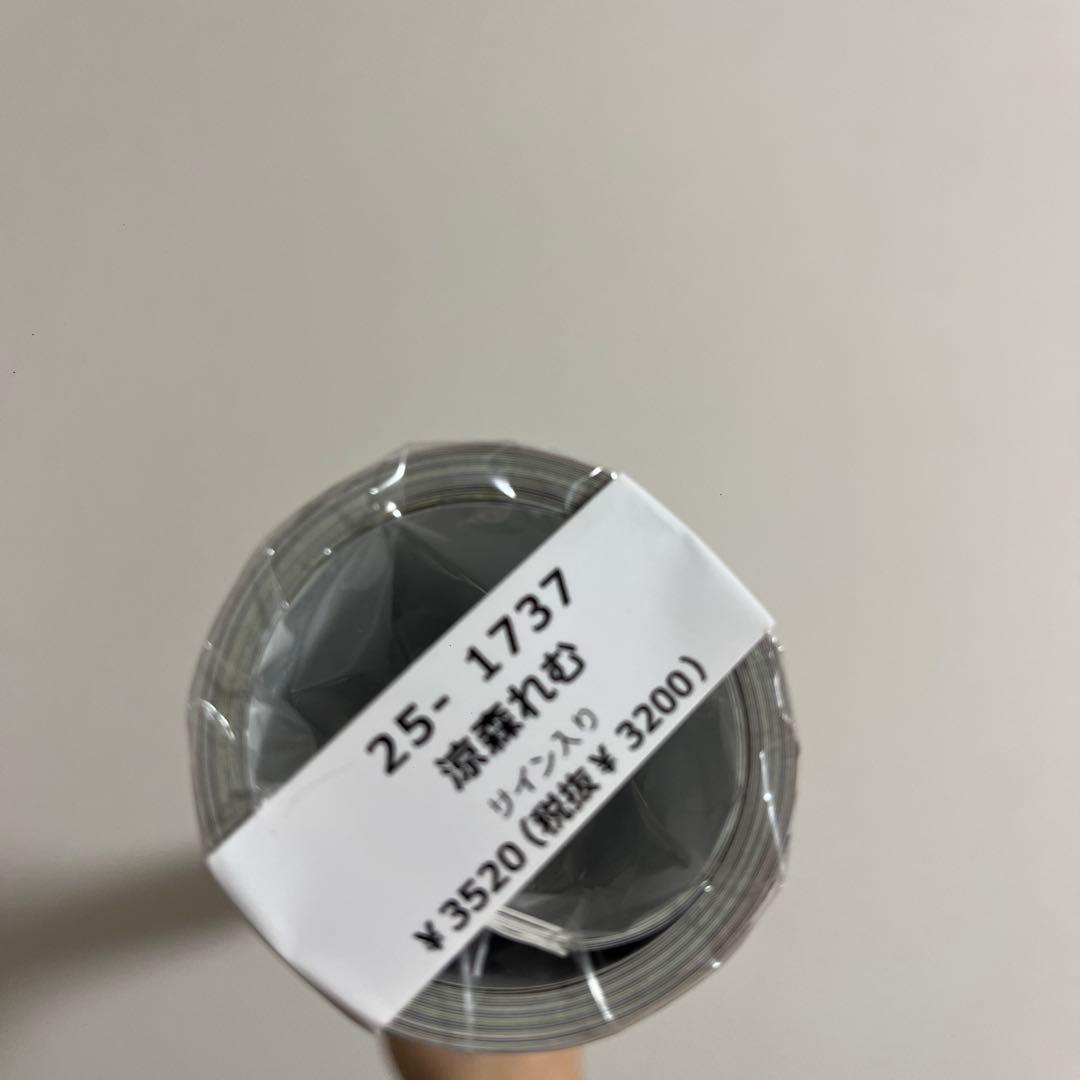 25- 1737
涼森れむ
サイン入り
¥3520(税抜¥ 3200)